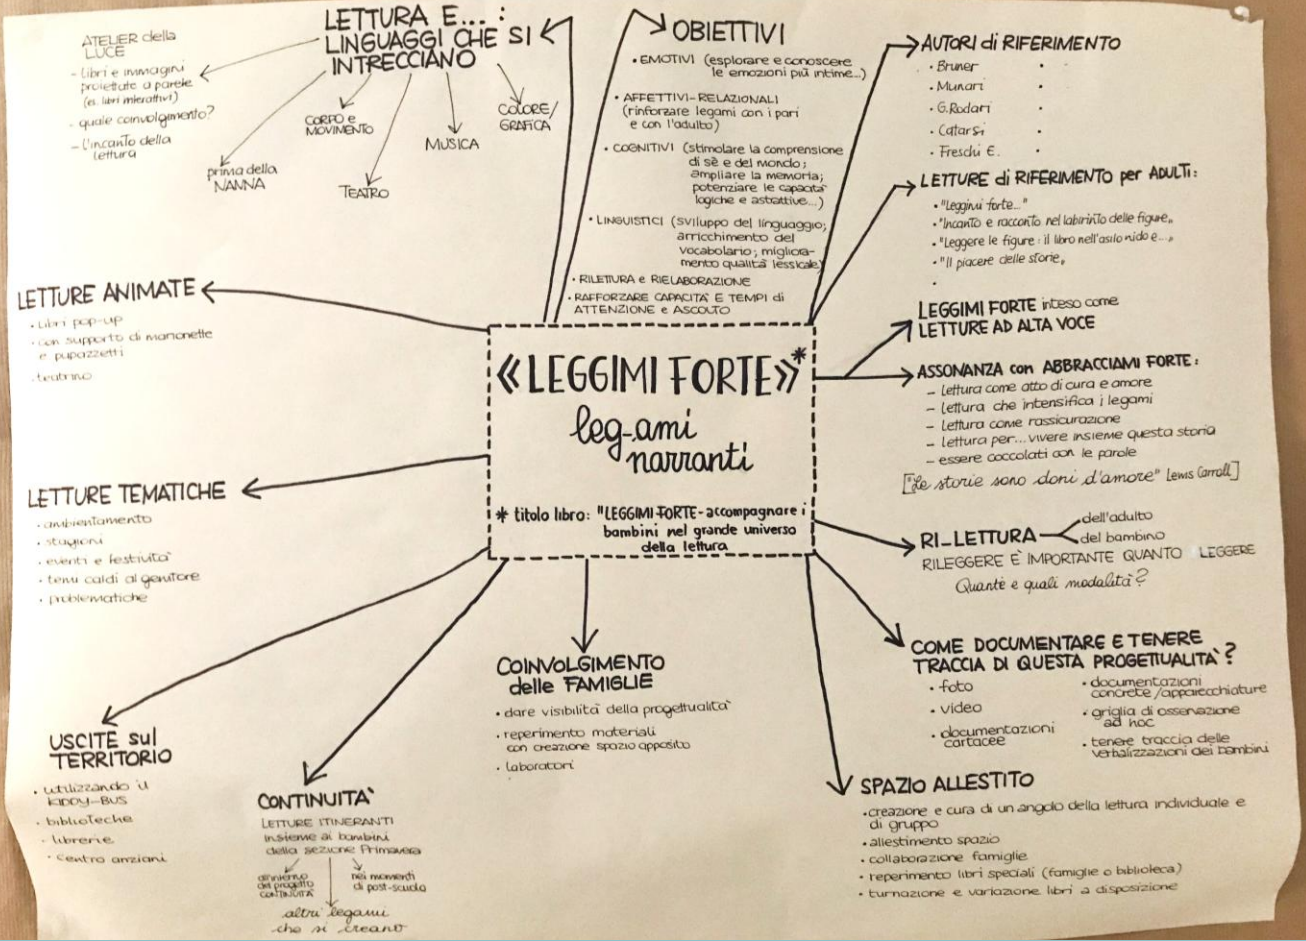 «LEGGIMI FORTE»*
leg-ami
narranti
* titolo libro: "LEGGIMI FORTE-accompagnare i
bambini nel grande universo
della lettura
LETTURA E...:
LINGUAGGI CHE SI
INTRECCIANO
ATELIER della
LUCE
- libri e immagini
proiettate a parete
(es. libri interattivi)
- quale coinvolgimento?
- l'incanto della
lettura
prima della
NANNA
CORPO e
MOVIMENTO
TEATRO
MUSICA
COLORE/
GRAFICA
OBIETTIVI
• EMOTIVI (esplorare e conoscere
le emozioni più intime...)
• AFFETTIVI-RELAZIONALI
(rinforzare legami con i pari
e con l'adulto)
• COGNITIVI (stimolare la comprensione
di sè e del mondo;
ampliare la memoria;
potenziare le capacità
logiche e astrattive...)
• LINGUISTICI (sviluppo del linguaggio;
arricchimento del
vocabolario; migliora-
mento qualità lessicale)
• RILETTURA e RIELABORAZIONE
• RAFFORZARE CAPACITÀ E TEMPI di
ATTENZIONE e ASCOLTO
AUTORI di RIFERIMENTO
• Bruner
• Munari
• G.Rodari
• Catarsi
• Freschi E.
LETTURE di RIFERIMENTO per ADULTI:
• "Leggimi forte..."
• "Incanto e racconto nel labirinto delle figure„
• "Leggere le figure: il libro nell'asilo nido e...„
• "Il piacere delle storie„
LEGGIMI FORTE inteso come
LETTURE AD ALTA VOCE
ASSONANZA con ABBRACCIAMI FORTE:
- lettura come atto di cura e amore
- lettura che intensifica i legami
- lettura come rassicurazione
- lettura per...vivere insieme questa storia
- essere coccolati con le parole
["Le storie sono doni d'amore" Lewis Carroll]
RI-LETTURA
dell'adulto
del bambino
RILEGGERE È IMPORTANTE QUANTO LEGGERE
Quante e quali modalità?
COME DOCUMENTARE E TENERE
TRACCIA DI QUESTA PROGETTUALITÀ?
• foto
• video
• documentazioni
cartacee
• documentazioni
concrete/apparecchiature
• griglia di osservazione
ad hoc
• tenere traccia delle
verbalizzazioni dei bambini
SPAZIO ALLESTITO
• creazione e cura di un angolo della lettura individuale e
di gruppo
• allestimento spazio
• collaborazione famiglie
• reperimento libri speciali (famiglie o biblioteca)
• turnazione e variazione libri a disposizione
COINVOLGIMENTO
delle FAMIGLIE
• dare visibilità della progettualità
• reperimento materiali
con creazione spazio apposito
• laboratori
CONTINUITÀ
LETTURE ITINERANTI
insieme ai bambini
della sezione Primavera
all'interno
del progetto
CONTINUITÀ
nei momenti
di post-scuola
altri legami
che si creano
USCITE sul
TERRITORIO
• utilizzando il
-BUS
• biblioteche
• librerie
• centro anziani
LETTURE TEMATICHE
• ambientamento
• stagioni
• eventi e festività
• temi caldi al genitore
• problematiche
LETTURE ANIMATE
• Libri pop-up
• con supporto di marionette
e pupazzetti
• teatrino